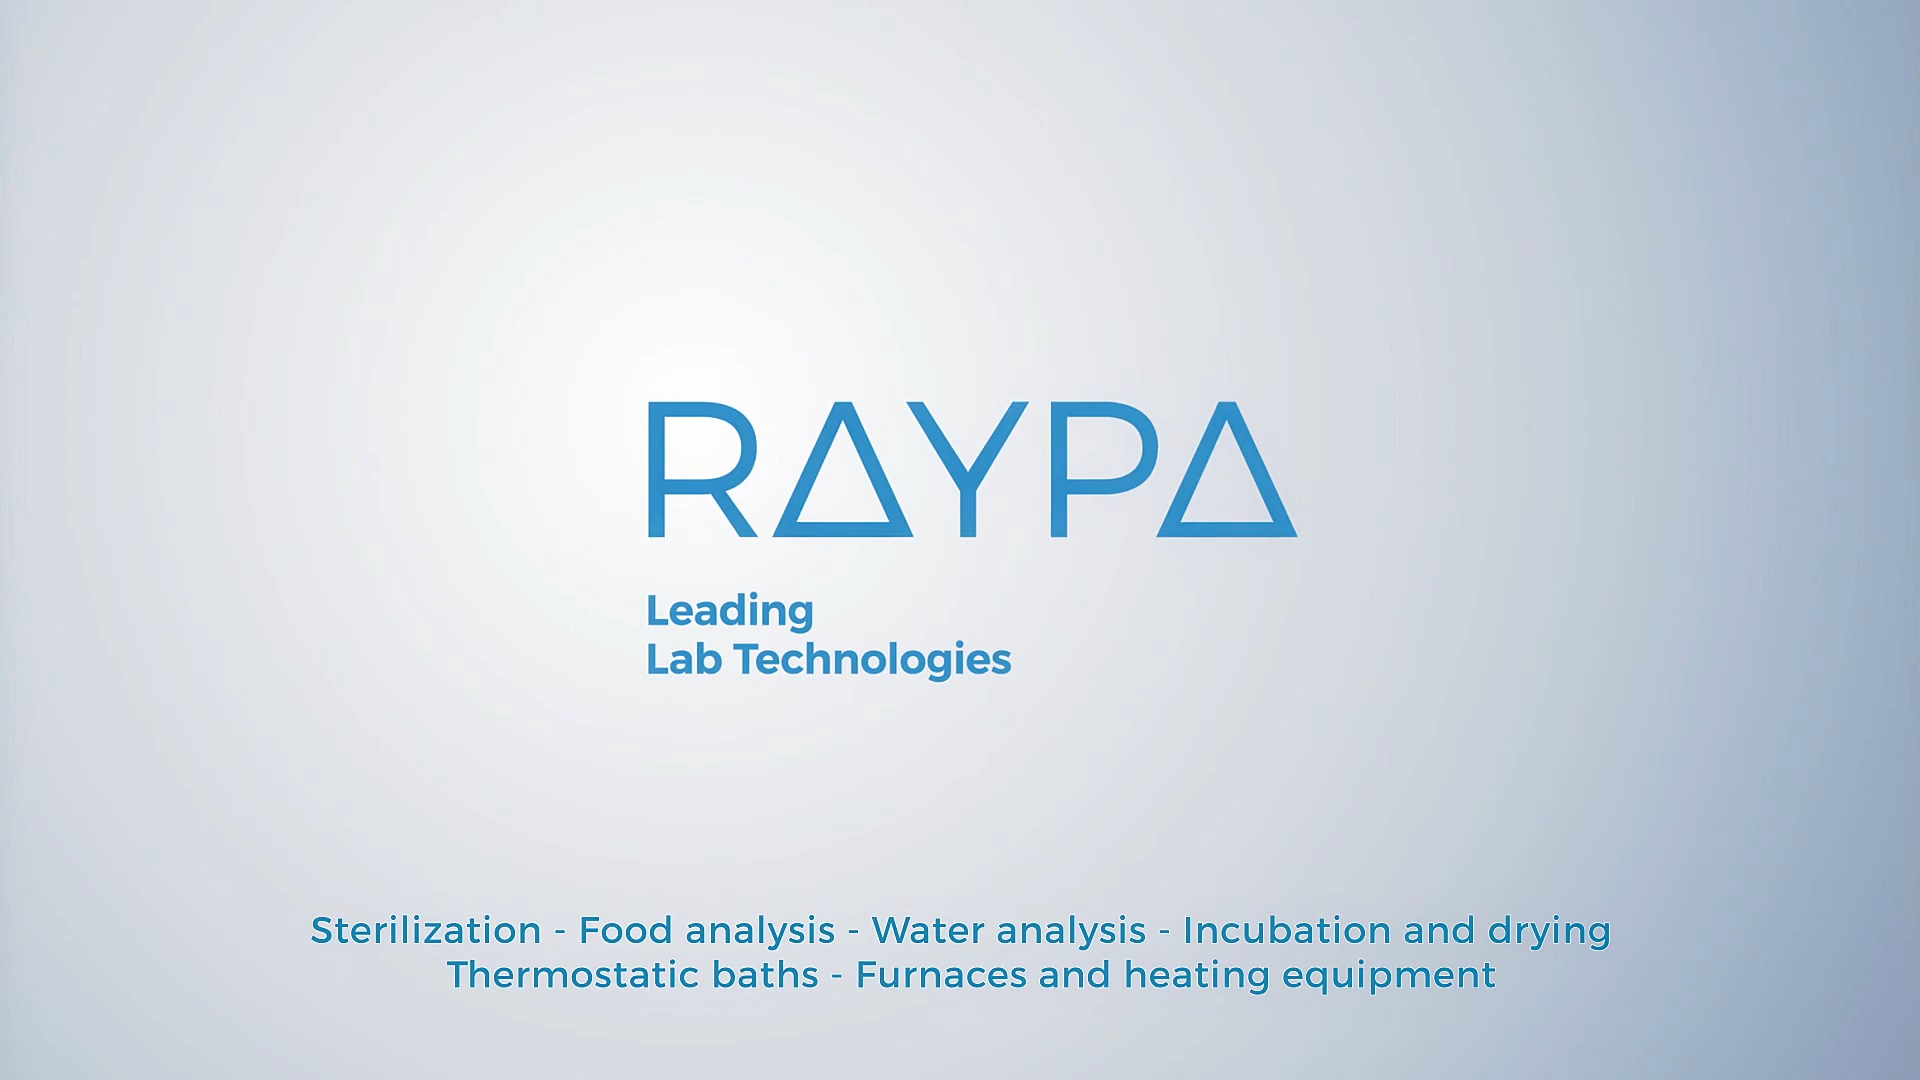 RAYPA
Leading
Lab Technologies
Sterilization - Food analysis - Water analysis - Incubation and drying
Thermostatic baths - Furnaces and heating equipment